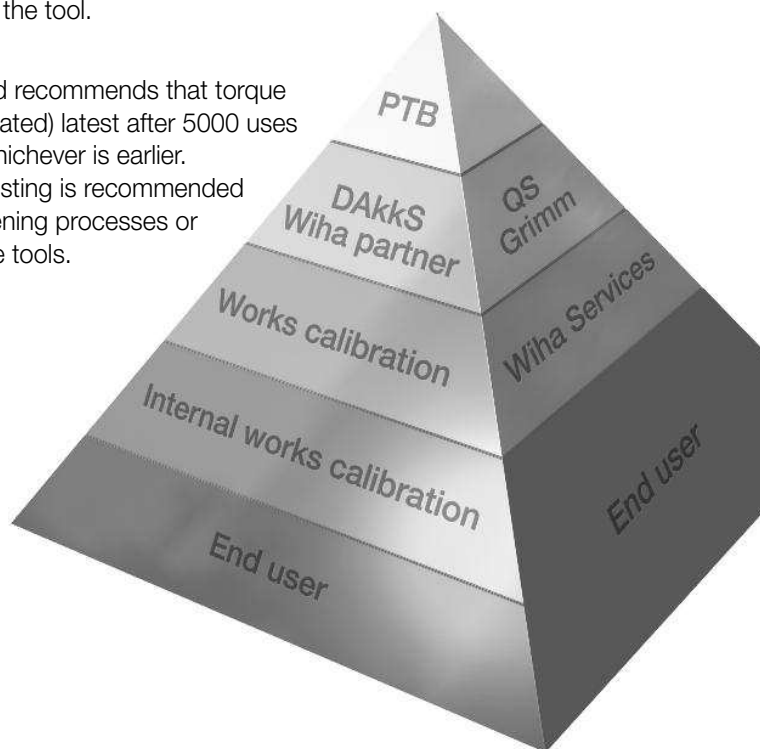 the tool.
d recommends that torque
ated) latest after 5000 uses
hichever is earlier.
sting is recommended
ening processes or
e tools.
PTB
DAkkS
Wiha partner
Works calibration
Internal works calibration
End user
QS
Grimm
Wiha Services
End user